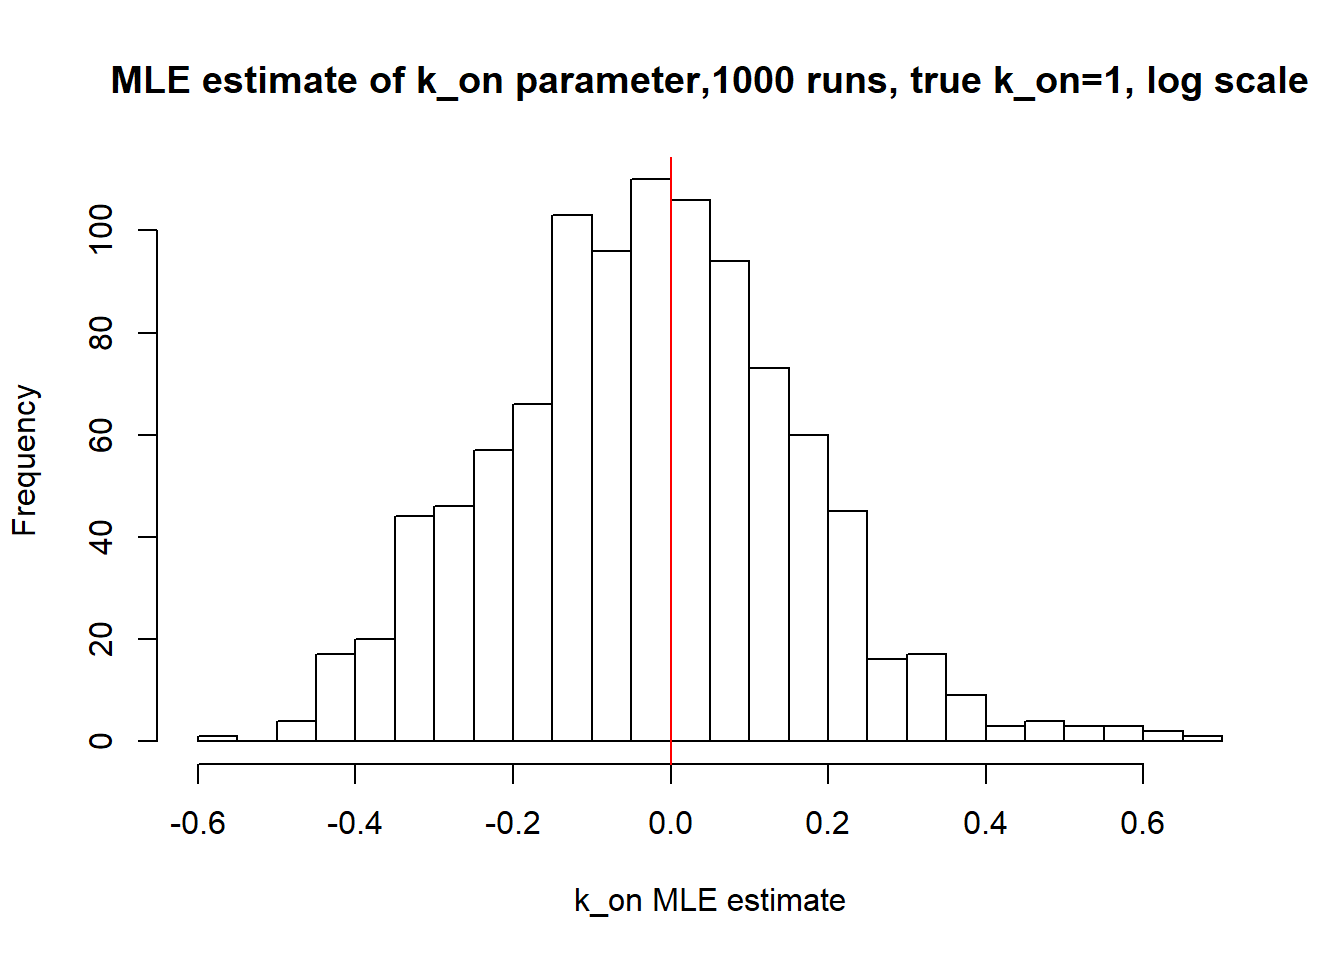 MLE estimate of k_on parameter,1000 runs, true k_on=1, log scale
Frequency
100
80
60
40
20
0
-0.6 -0.4 -0.2 0.0 0.2 0.4 0.6
k_on MLE estimate